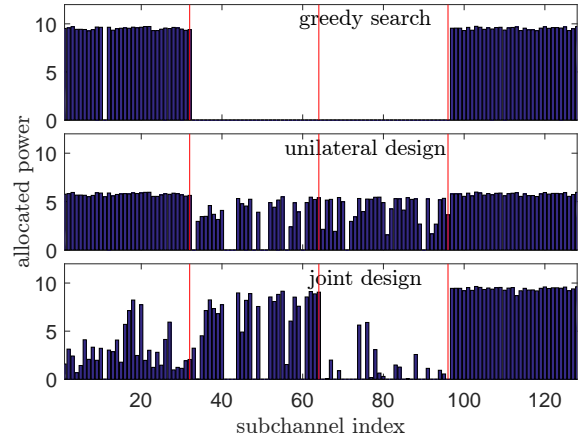 greedy search
10
5
0
unilateral design
10
5
0
allocated power
joint design
10
5
0
20 40 60 80 100 120
subchannel index